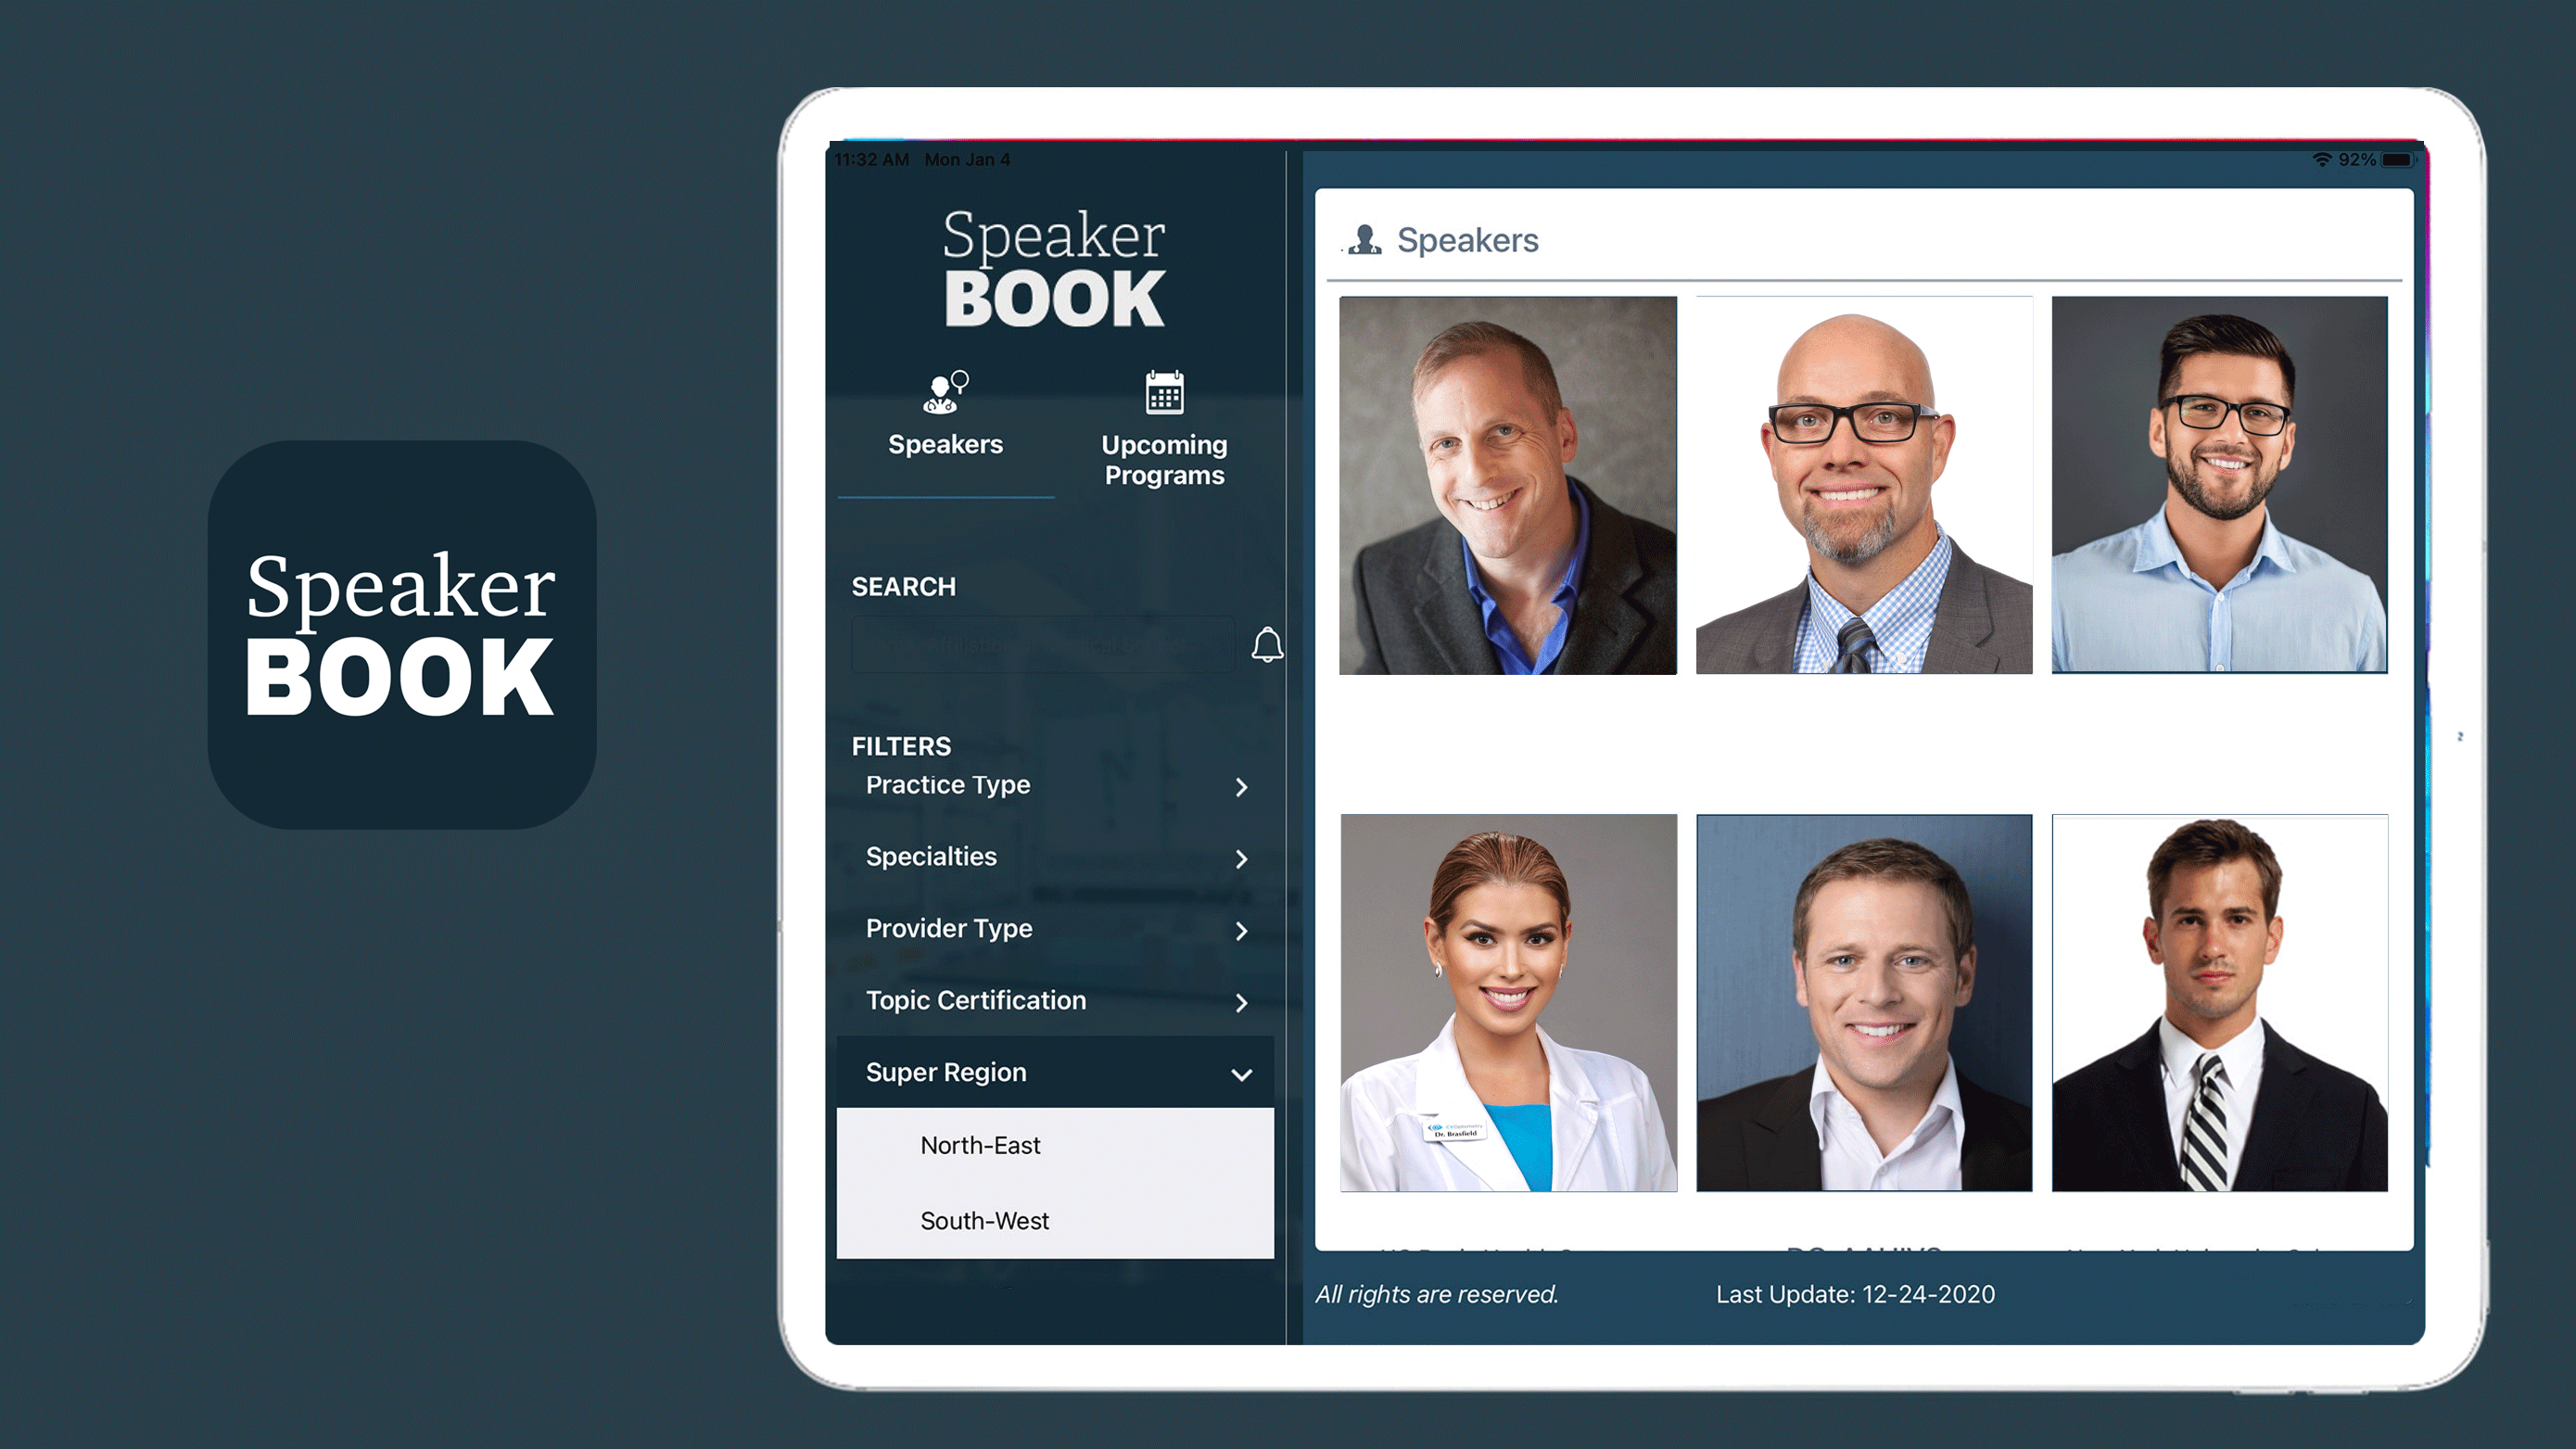 Speaker
BOOK
11:32 AM Mon Jan 4
92%
Speaker
BOOK
Speakers
Upcoming
Programs
SEARCH
FILTERS
Practice Type
Specialties
Provider Type
Topic Certification
Super Region
North-East
South-West
Speakers
Dr. Brasfield
All rights are reserved.
Last Update: 12-24-2020